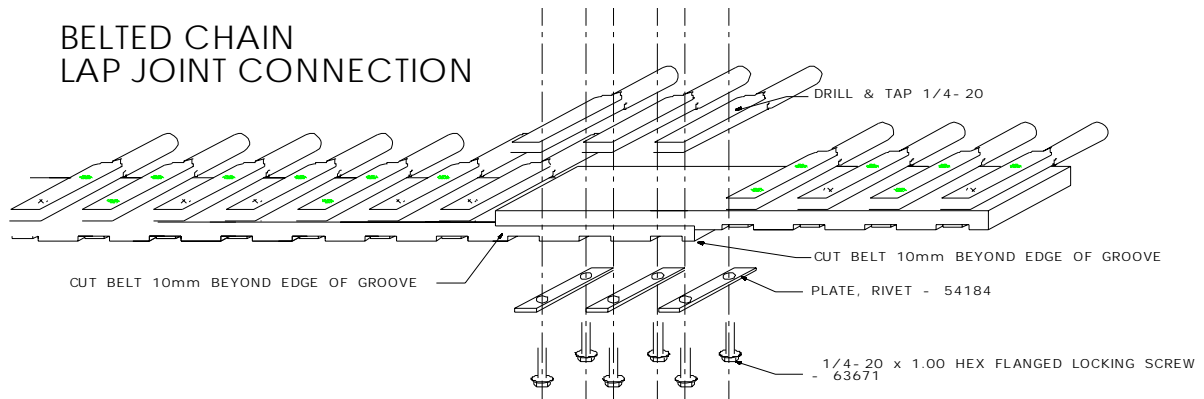 BELTED CHAIN
LAP JOINT CONNECTION
DRILL & TAP 1/4-20
CUT BELT 10mm BEYOND EDGE OF GROOVE
CUT BELT 10mm BEYOND EDGE OF GROOVE
PLATE, RIVET - 54184
1/4-20 x 1.00 HEX FLANGED LOCKING SCREW
- 63671